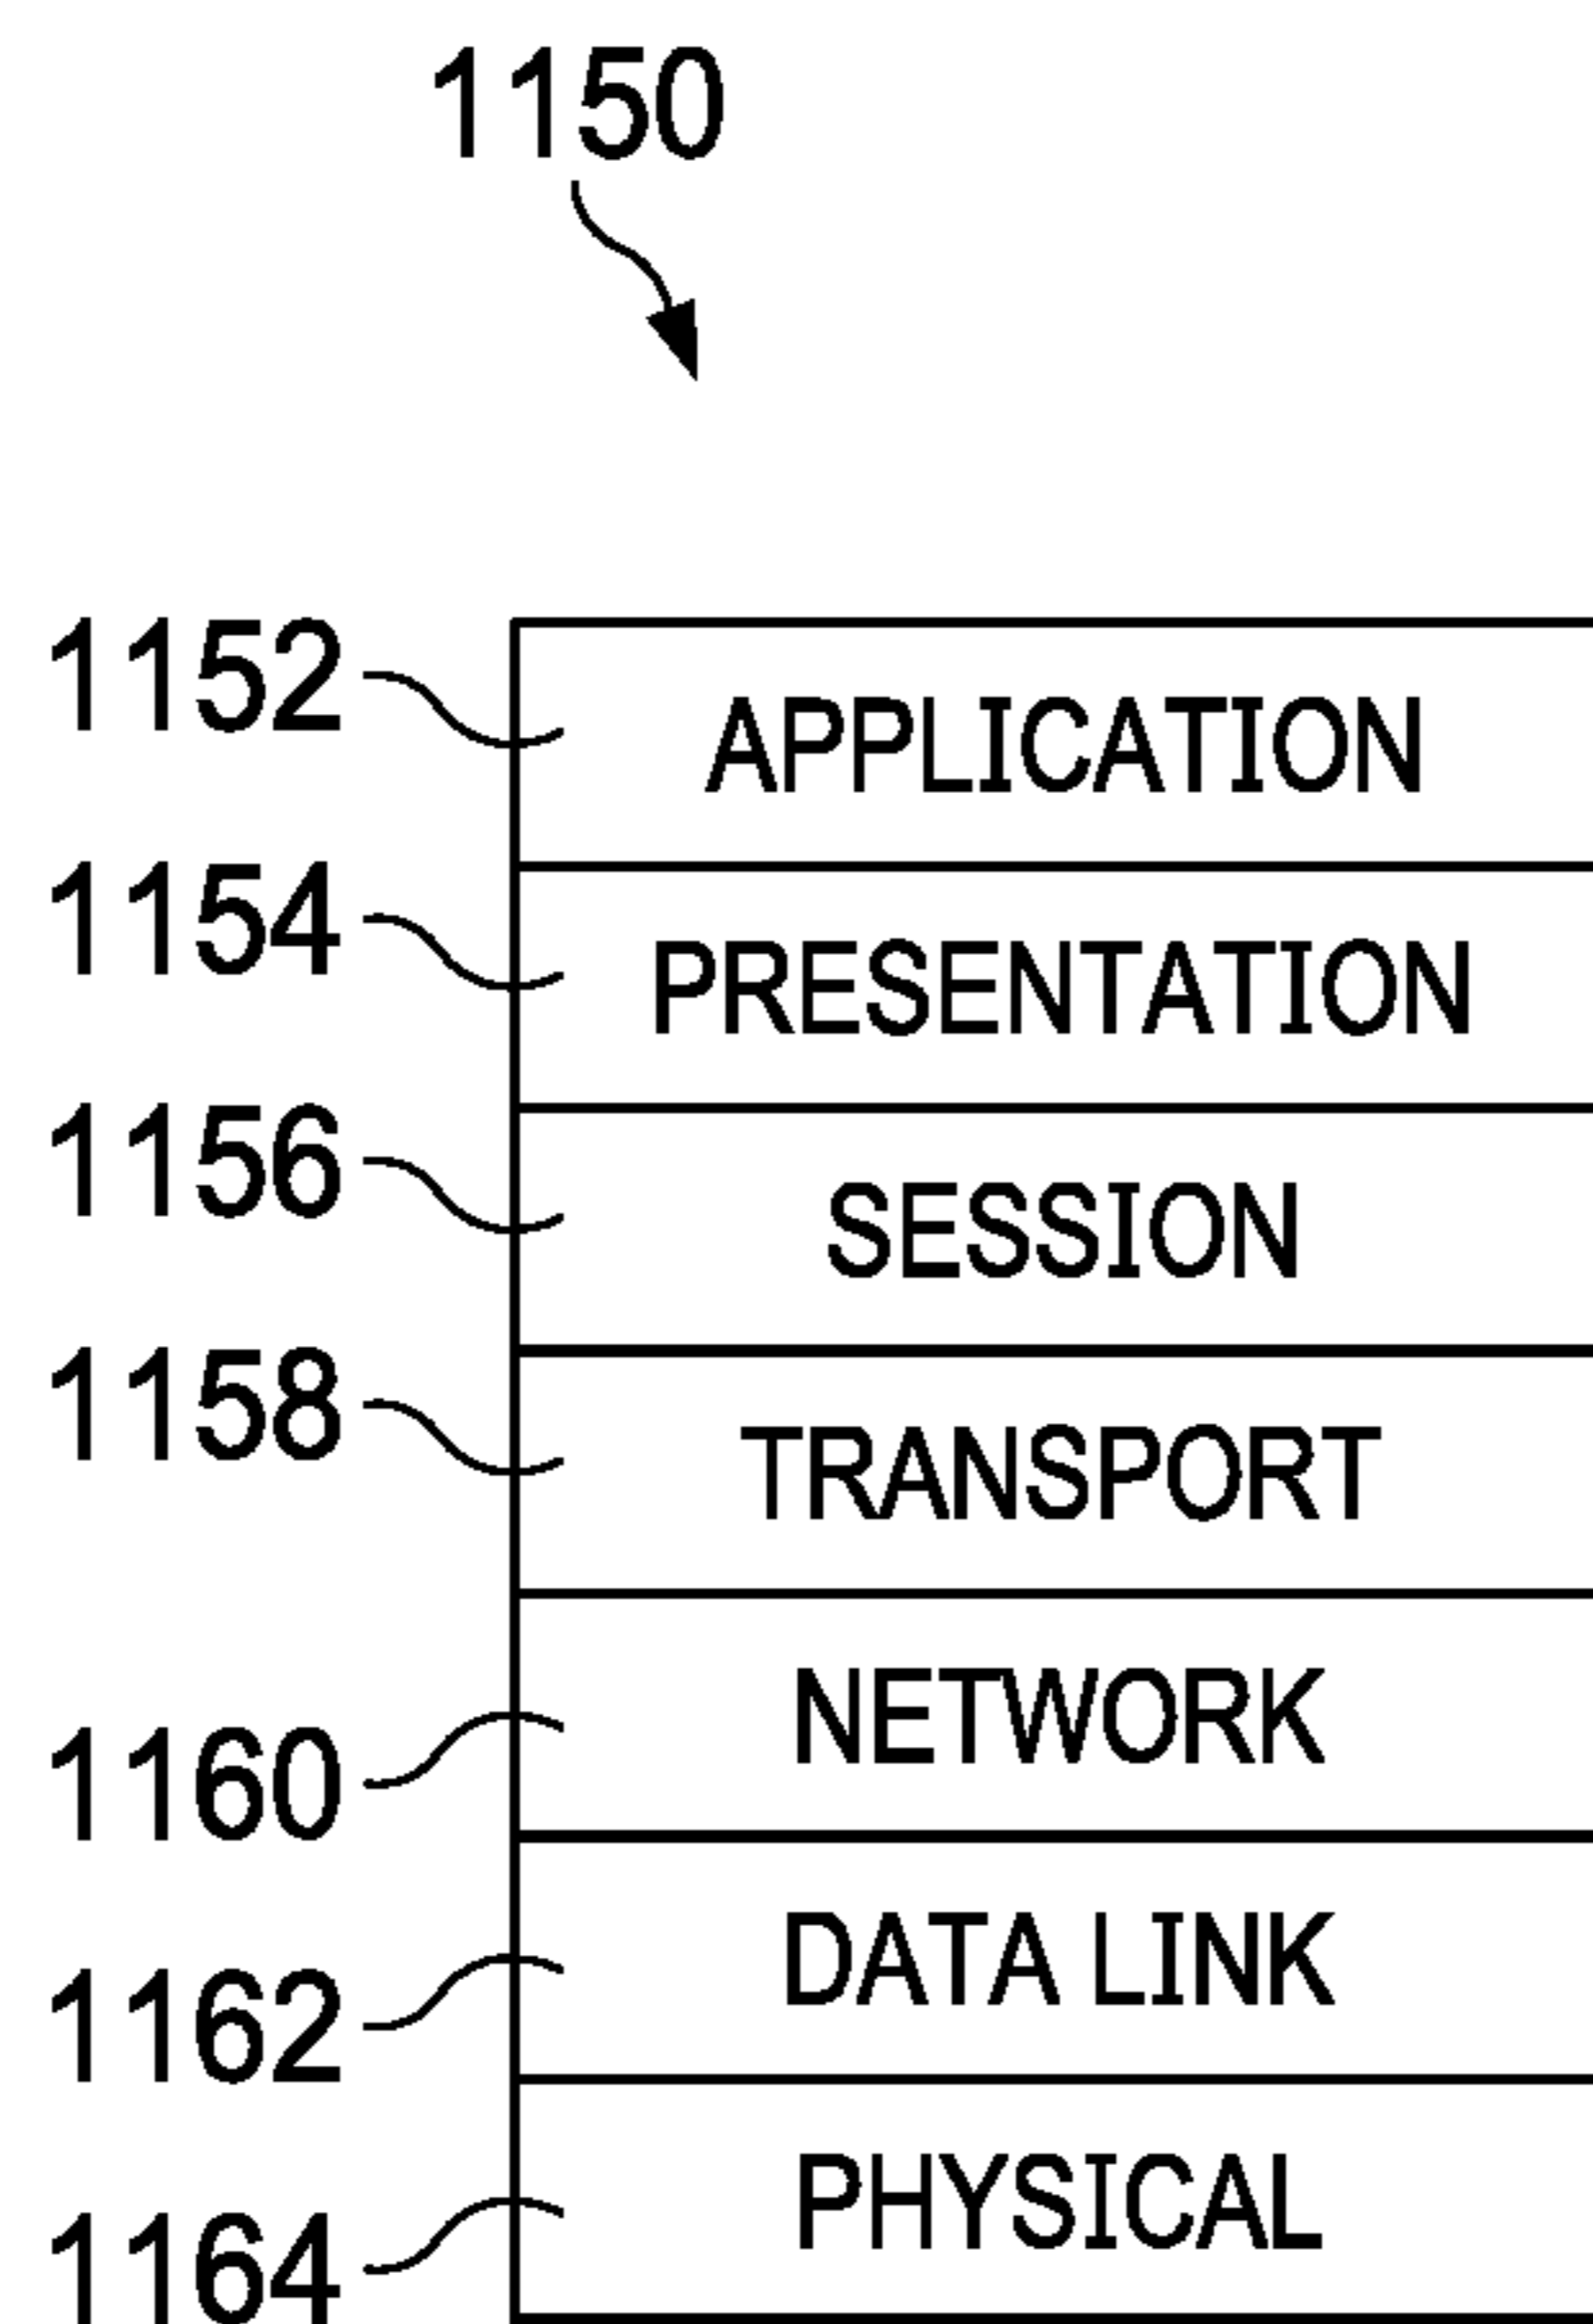 1150
1152 APPLICATION
1154 PRESENTATION
1156 SESSION
1158 TRANSPORT
1160 NETWORK
1162 DATA LINK
1164 PHYSICAL